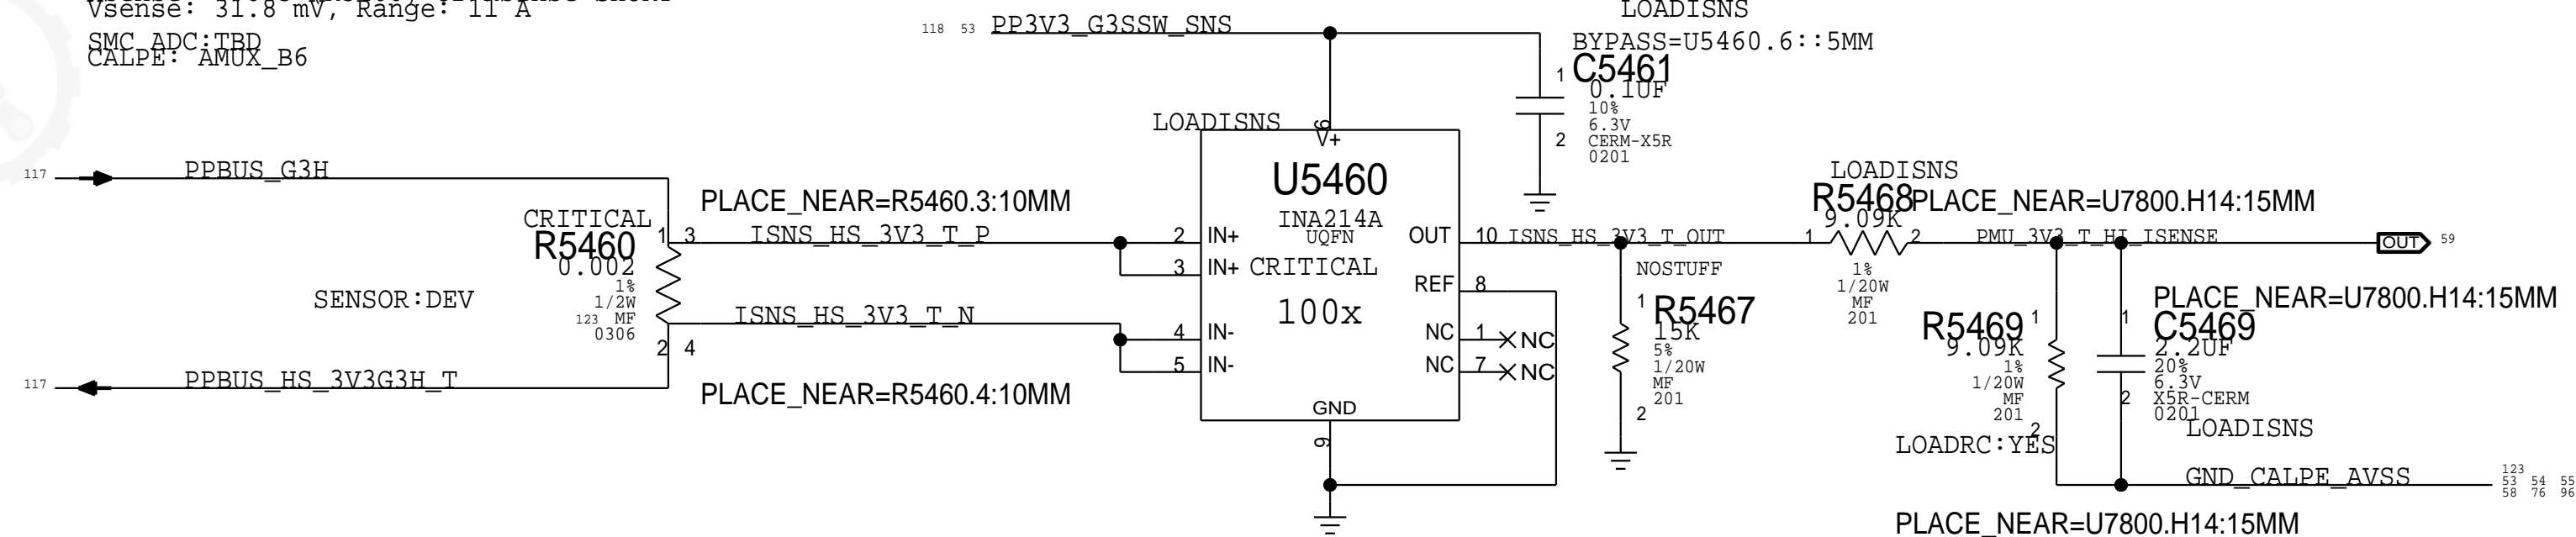 Vsense: 31.8 mV, Range: 11 A
SMC ADC:TBD
CALPE: AMUX_B6
118 53 PP3V3_G3SSW_SNS
LOADISNS
BYPASS=U5460.6::5MM
1 C5461
0.1UF
10%
6.3V
2 CERM-X5R
0201
LOADISNS
6
V+
U5460
INA214A
UQFN
CRITICAL
100x
2 IN+
3 IN+
4 IN-
5 IN-
OUT 10
REF 8
NC 1 NC
NC 7 NC
GND
9
117 PPBUS_G3H
PLACE_NEAR=R5460.3:10MM
CRITICAL
R5460
0.002
1%
1/2W
123 MF
0306
1 3
2 4
SENSOR:DEV
ISNS_HS_3V3_T_P
ISNS_HS_3V3_T_N
117 PPBUS_HS_3V3G3H_T
PLACE_NEAR=R5460.4:10MM
ISNS_HS_3V3_T_OUT
NOSTUFF
1 R5467
15K
5%
1/20W
MF
201
2
LOADISNS
R5468 PLACE_NEAR=U7800.H14:15MM
9.09K
1 2
1%
1/20W
MF
201
PMU_3V3_T_HI_ISENSE
OUT 59
PLACE_NEAR=U7800.H14:15MM
R5469 1
9.09K
1%
1/20W
MF
201
2
LOADRC:YES
1 C5469
2.2UF
20%
6.3V
2 X5R-CERM
0201
LOADISNS
GND_CALPE_AVSS
123
53 54 55
58 76 96
PLACE_NEAR=U7800.H14:15MM